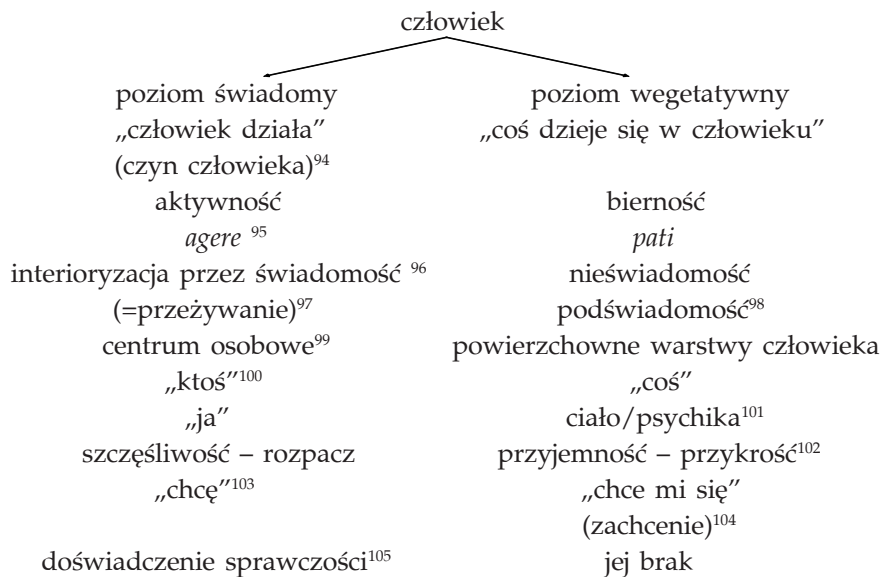 człowiek
poziom świadomy poziom wegetatywny
„człowiek działa” „coś dzieje się w człowieku”
(czyn człowieka)⁹⁴
aktywność bierność
agere ⁹⁵ pati
interioryzacja przez świadomość ⁹⁶ nieświadomość
(=przeżywanie)⁹⁷ podświadomość⁹⁸
centrum osobowe⁹⁹ powierzchowne warstwy człowieka
„ktoś”¹⁰⁰ „coś”
„ja” ciało/psychika¹⁰¹
szczęśliwość – rozpacz przyjemność – przykrość¹⁰²
„chcę”¹⁰³ „chce mi się”
(zachcenie)¹⁰⁴
doświadczenie sprawczości¹⁰⁵ jej brak